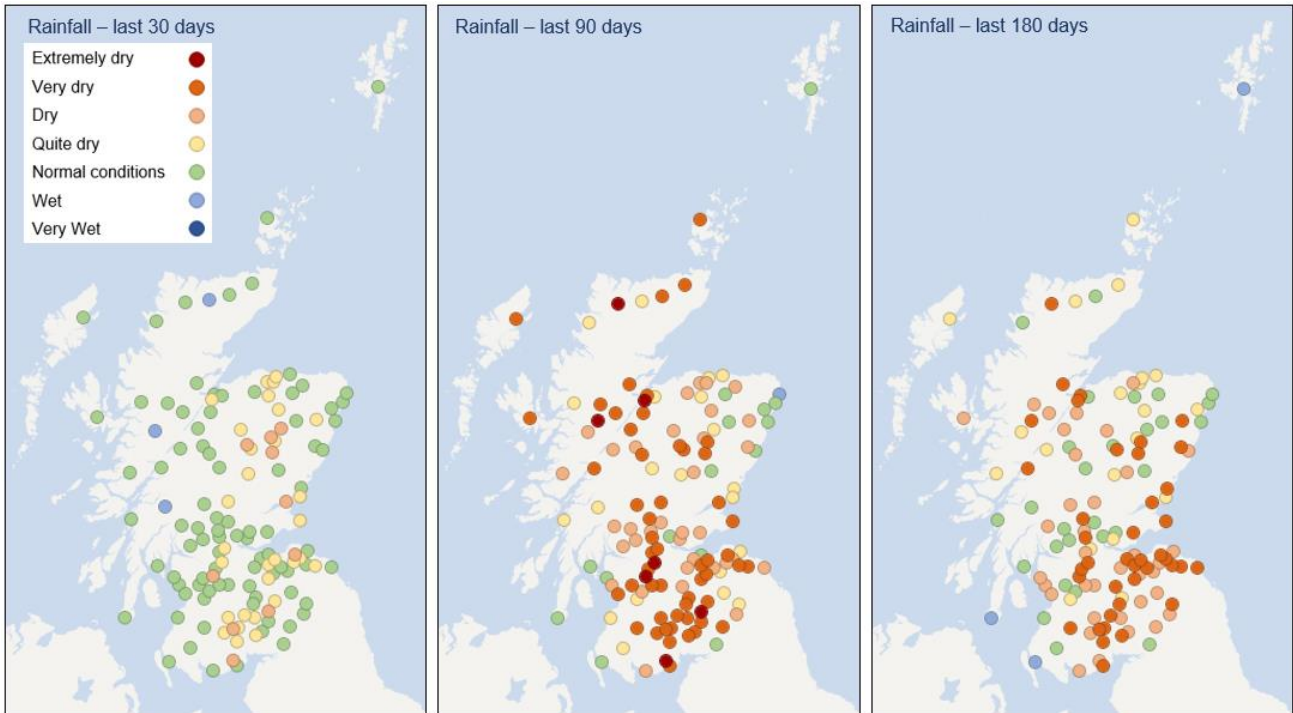 Rainfall – last 30 days
Extremely dry
Very dry
Dry
Quite dry
Normal conditions
Wet
Very Wet
Rainfall – last 90 days
Rainfall – last 180 days